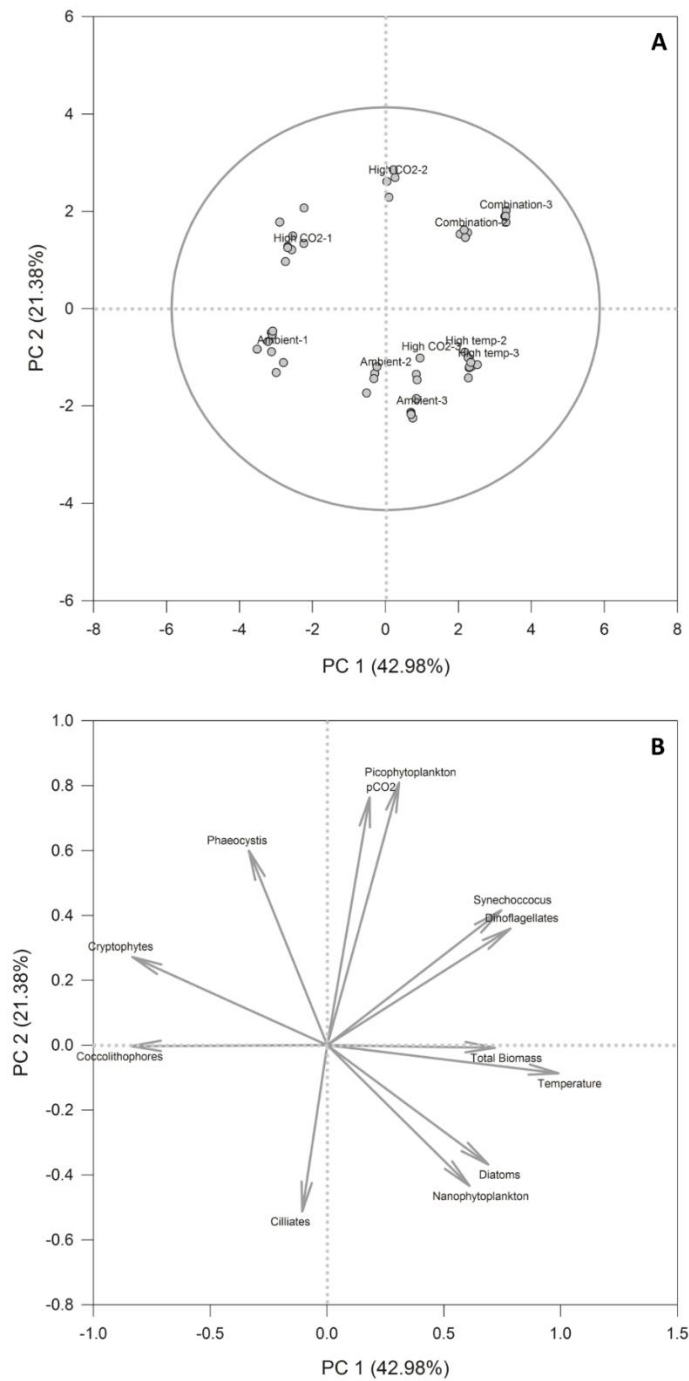 A
6
4
2
0
-2
-4
-6
PC 2 (21.38%)
High CO2-2
Combination-3
Combination-2
High CO2-1
Ambient-1
High temp-2
High CO2-3
High temp-3
Ambient-2
Ambient-3
-8 -6 -4 -2 0 2 4 6 8
PC 1 (42.98%)
B
1.0
0.8
0.6
0.4
0.2
0.0
-0.2
-0.4
-0.6
-0.8
PC 2 (21.38%)
Picophytoplankton
pCO2
Phaeocystis
Synechoccocus
Dinoflagellates
Cryptophytes
Coccolithophores
Total Biomass
Temperature
Diatoms
Nanophytoplankton
Cilliates
-1.0 -0.5 0.0 0.5 1.0 1.5
PC 1 (42.98%)